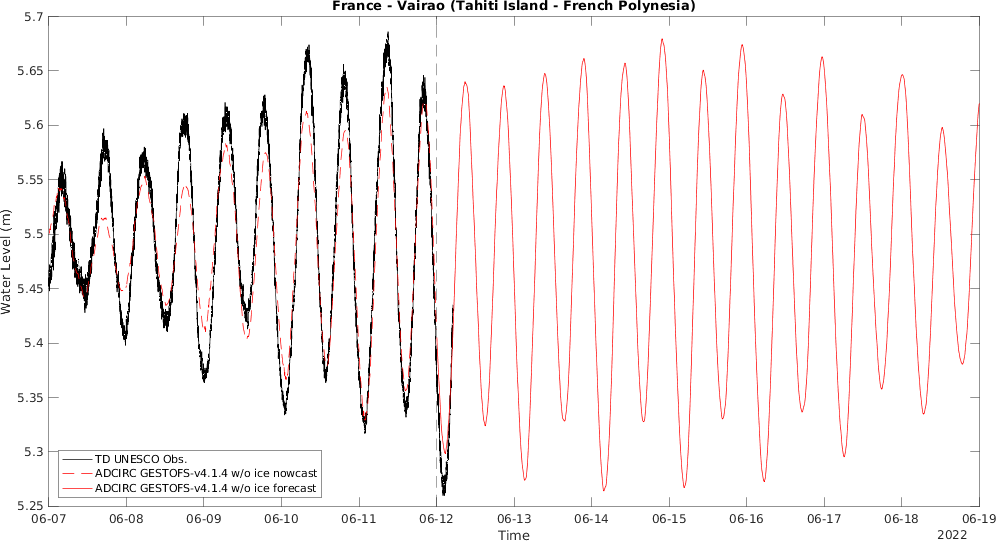 France - Vairao (Tahiti Island - French Polynesia)
5.7
5.65
5.6
5.55
5.5
5.45
5.4
5.35
5.3
5.25
Water Level (m)
TD UNESCO Obs.
ADCIRC GESTOFS-v4.1.4 w/o ice nowcast
ADCIRC GESTOFS-v4.1.4 w/o ice forecast
06-07 06-08 06-09 06-10 06-11 06-12 06-13 06-14 06-15 06-16 06-17 06-18 06-19
Time
2022